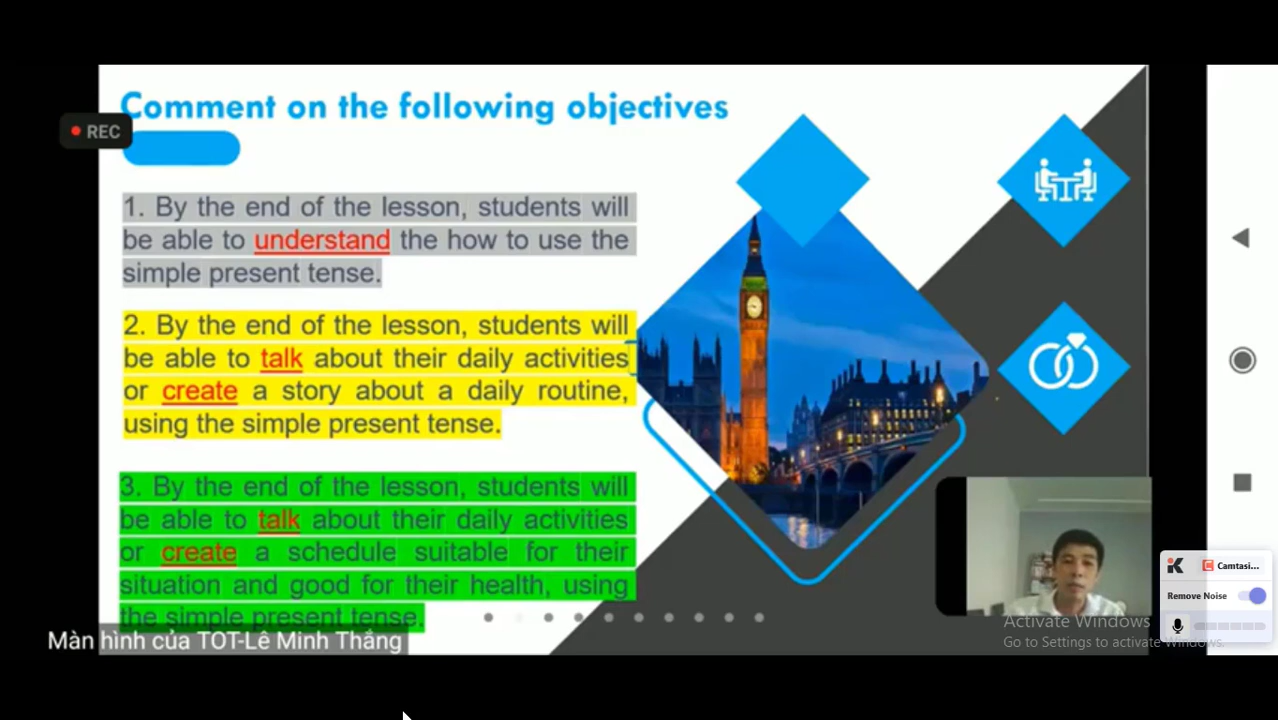 Comment on the following objectives
REC
1. By the end of the lesson, students will
be able to understand the how to use the
simple present tense.
2. By the end of the lesson, students will
be able to talk about their daily activities
or create a story about a daily routine,
using the simple present tense.
3. By the end of the lesson, students will
be able to talk about their daily activities
or create a schedule suitable for their
situation and good for their health, using
the simple present tense.
Màn hình của TOT-Lê Minh Thắng
Camtasi...
Remove Noise
Activate Windows
Go to Settings to activate Windows.